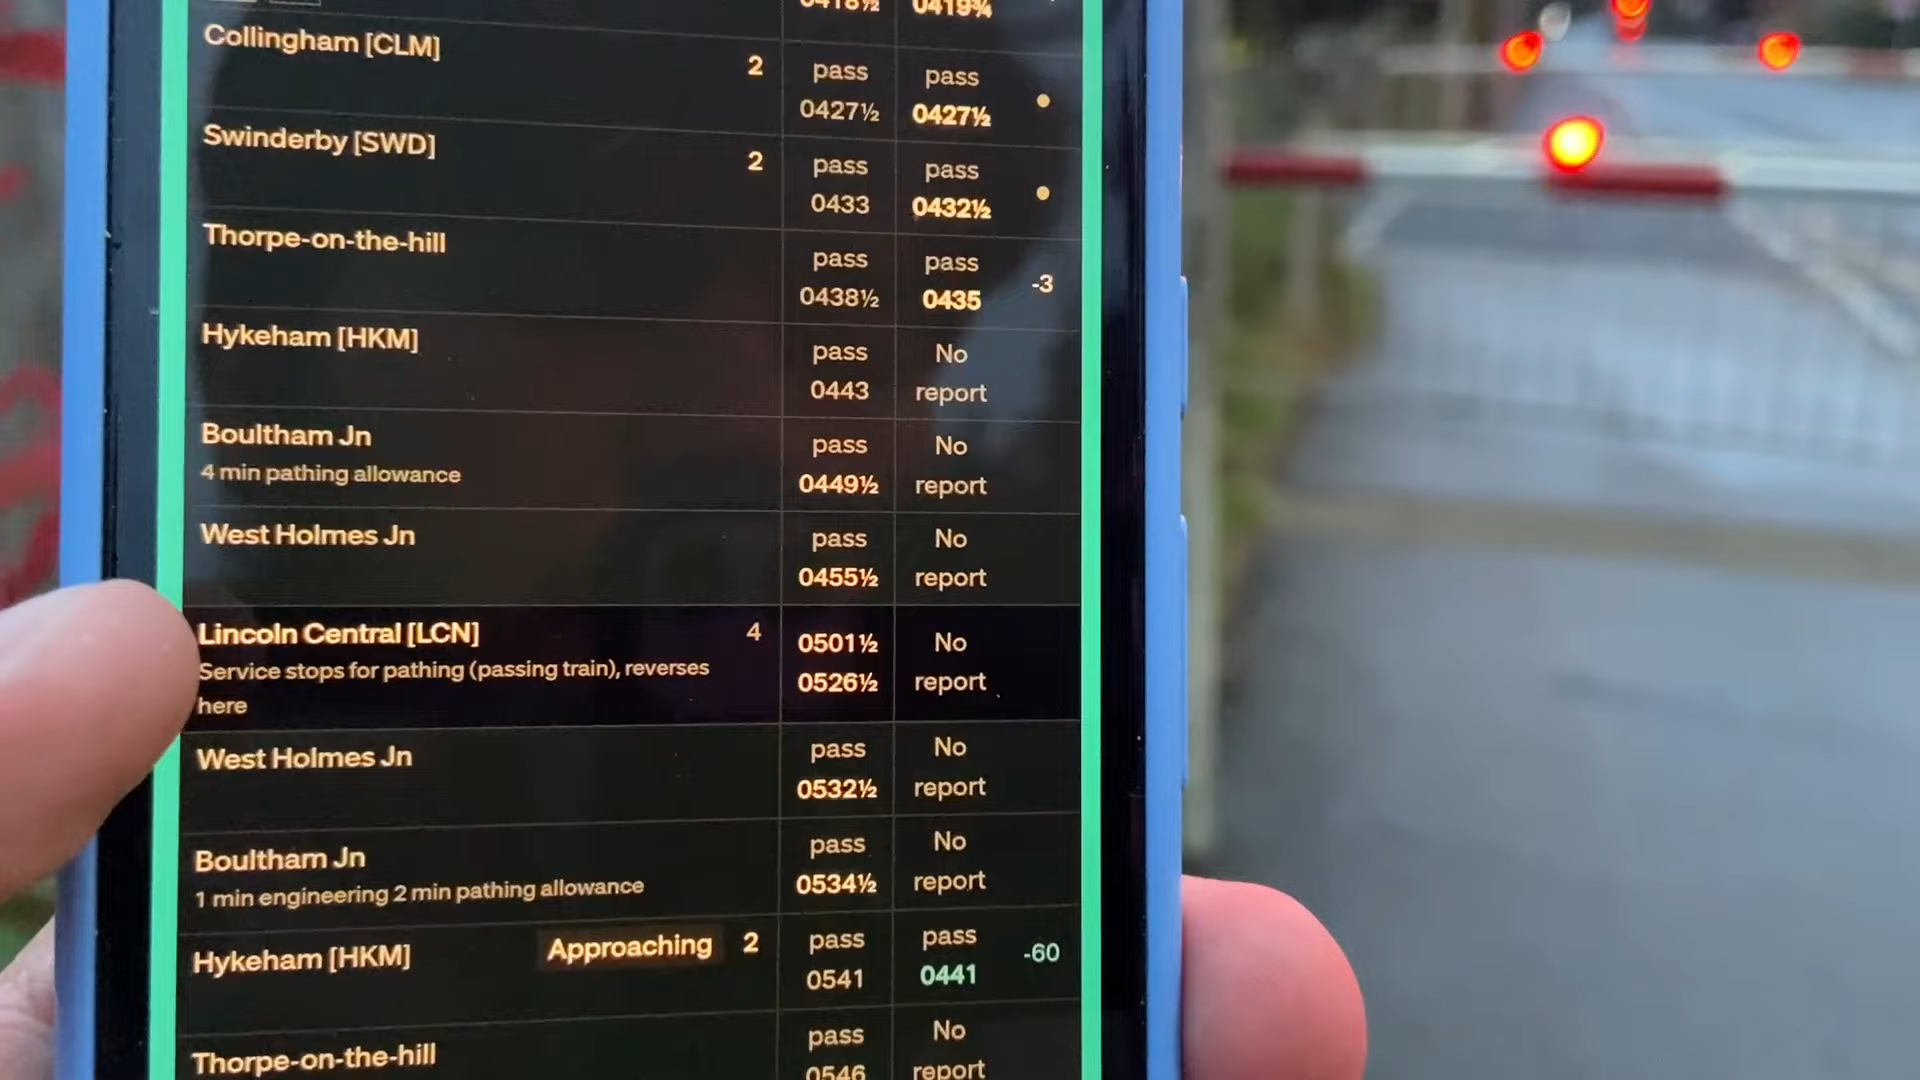 0418½ 0419¾
Collingham [CLM] 2 pass pass
0427½ 0427½
Swinderby [SWD] 2 pass pass
0433 0432½
Thorpe-on-the-hill pass pass
0438½ 0435 -3
Hykeham [HKM] pass No
0443 report
Boultham Jn pass No
4 min pathing allowance 0449½ report
West Holmes Jn pass No
0455½ report
Lincoln Central [LCN] 4 0501½ No
Service stops for pathing (passing train), reverses 0526½ report
here
West Holmes Jn pass No
0532½ report
Boultham Jn pass No
1 min engineering 2 min pathing allowance 0534½ report
Hykeham [HKM] Approaching 2 pass pass
0541 0441 -60
Thorpe-on-the-hill pass No
0546 report